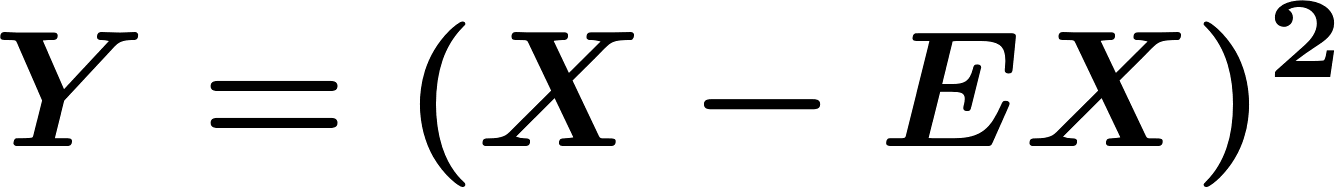 Y = (X − EX)²